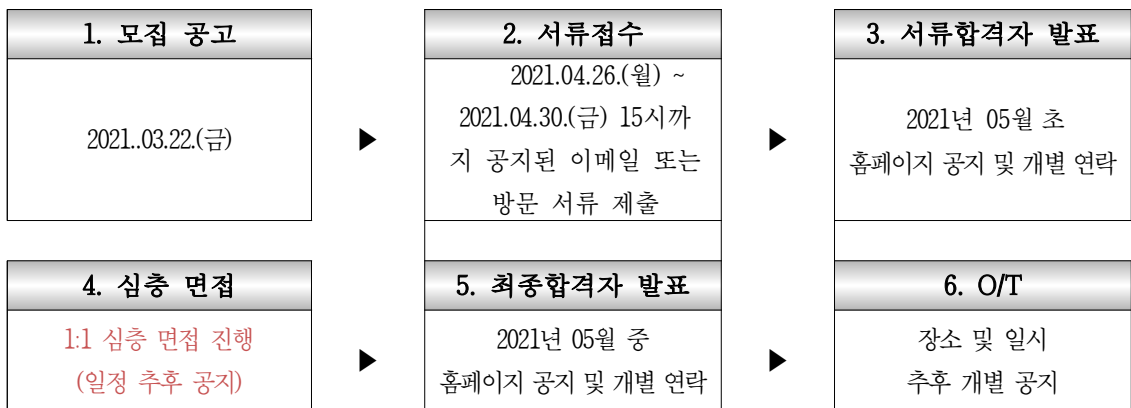 1. 모집 공고
2021..03.22.(금)
▶
2. 서류접수
2021.04.26.(월) ~
2021.04.30.(금) 15시까
지 공지된 이메일 또는
방문 서류 제출
▶
3. 서류합격자 발표
2021년 05월 초
홈페이지 공지 및 개별 연락
4. 심층 면접
1:1 심층 면접 진행
(일정 추후 공지)
▶
5. 최종합격자 발표
2021년 05월 중
홈페이지 공지 및 개별 연락
▶
6. O/T
장소 및 일시
추후 개별 공지